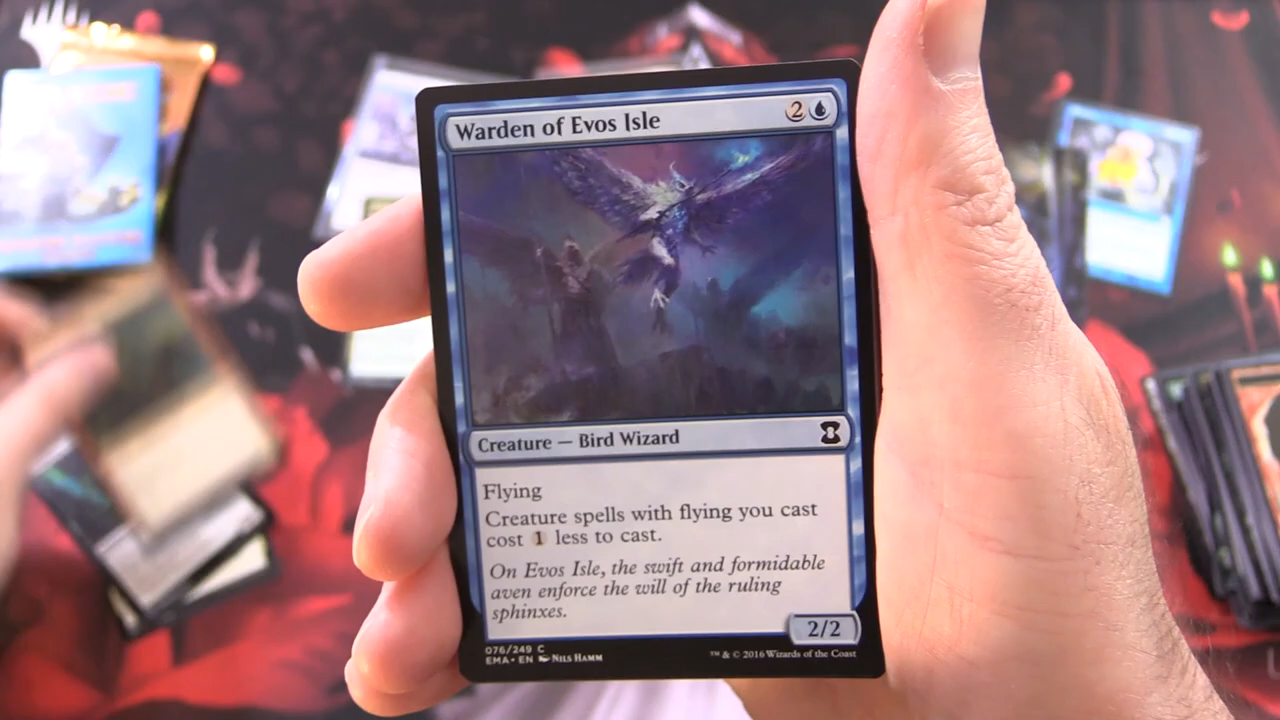 Warden of Evos Isle 2
Creature — Bird Wizard
Flying
Creature spells with flying you cast
cost 1 less to cast.
On Evos Isle, the swift and formidable
aven enforce the will of the ruling
sphinxes.
2/2
076/249 C
EMA • EN NILS HAMM
™ & © 2016 Wizards of the Coast